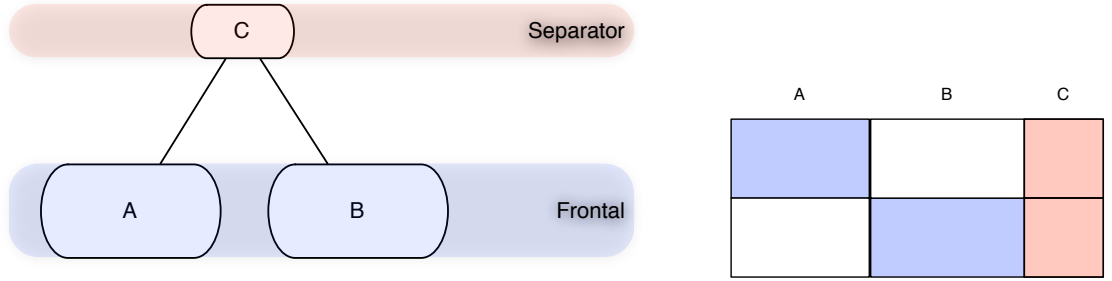 C
Separator
A
B
Frontal
A B C